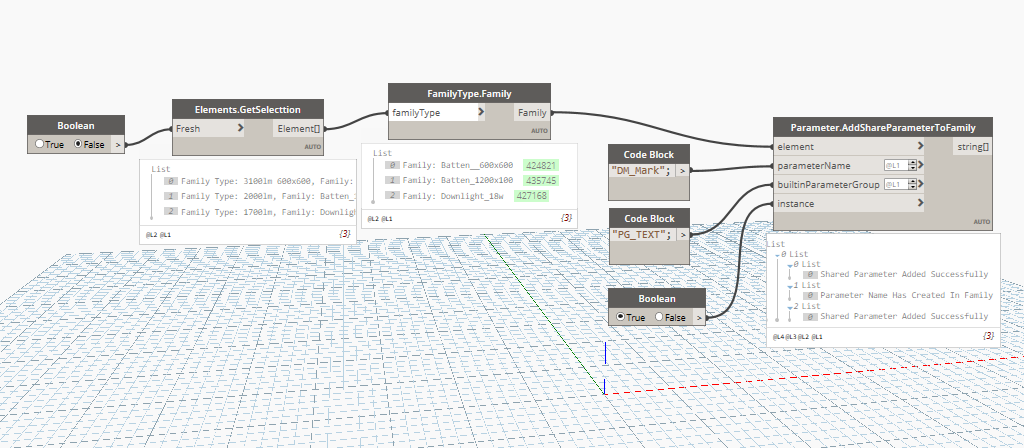 Boolean
True False >
Elements.GetSelecttion
Fresh > Element[]
AUTO
List
0 Family Type: 3100lm 600x600, Family:
1 Family Type: 2000lm, Family: Batten_
2 Family Type: 1700lm, Family: Downligh
@L2 @L1 {3}
FamilyType.Family
familyType > Family
AUTO
List
0 Family: Batten__600x600 424821
1 Family: Batten_1200x100 435745
2 Family: Downlight_18w 427168
@L2 @L1 {3}
Code Block
"DM_Mark"; >
Code Block
"PG_TEXT"; >
Boolean
True False >
Parameter.AddShareParameterToFamily
element > string[]
parameterName @L1 >
builtinParameterGroup @L1 >
instance >
AUTO
List
0 List
0 List
0 Shared Parameter Added Successfully
1 List
0 Parameter Name Has Created In Family
2 List
0 Shared Parameter Added Successfully
@L4 @L3 @L2 @L1 {3}